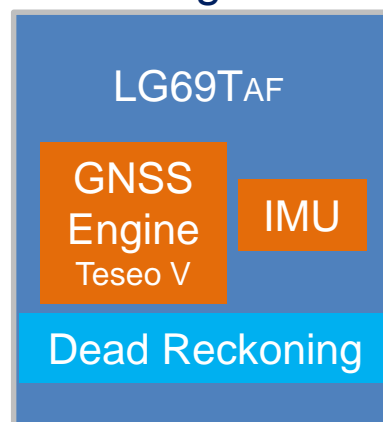 LG69TAF
GNSS
Engine
Teseo V
IMU
Dead Reckoning